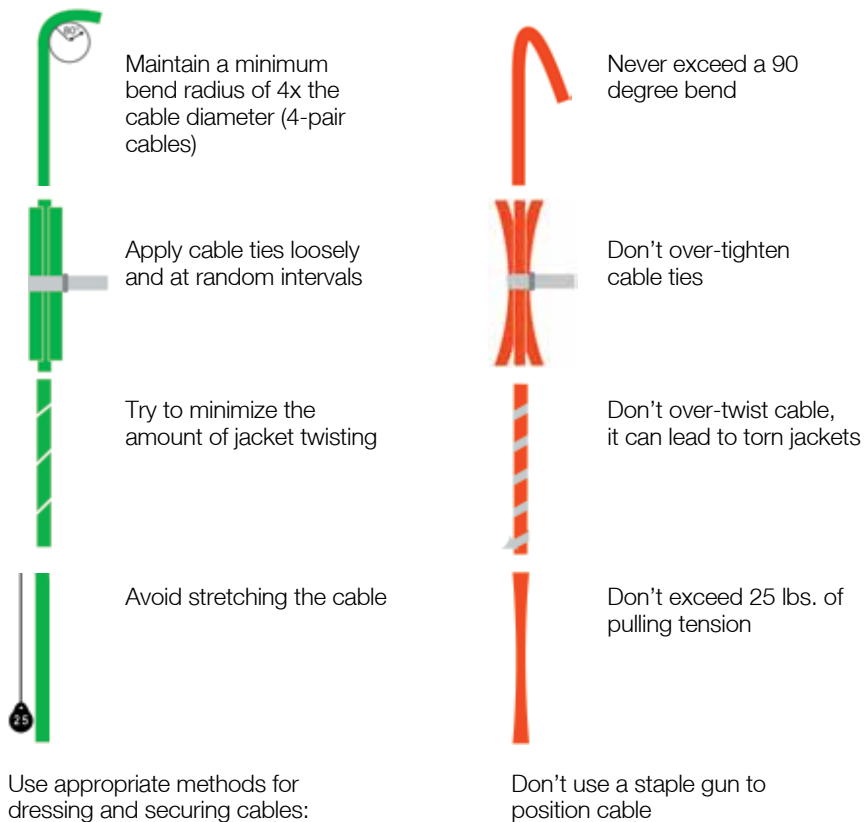 80°
Maintain a minimum
bend radius of 4x the
cable diameter (4-pair
cables)
Never exceed a 90
degree bend
Apply cable ties loosely
and at random intervals
Don’t over-tighten
cable ties
Try to minimize the
amount of jacket twisting
Don’t over-twist cable,
it can lead to torn jackets
Avoid stretching the cable
25
Don’t exceed 25 lbs. of
pulling tension
Use appropriate methods for
dressing and securing cables:
Don’t use a staple gun to
position cable